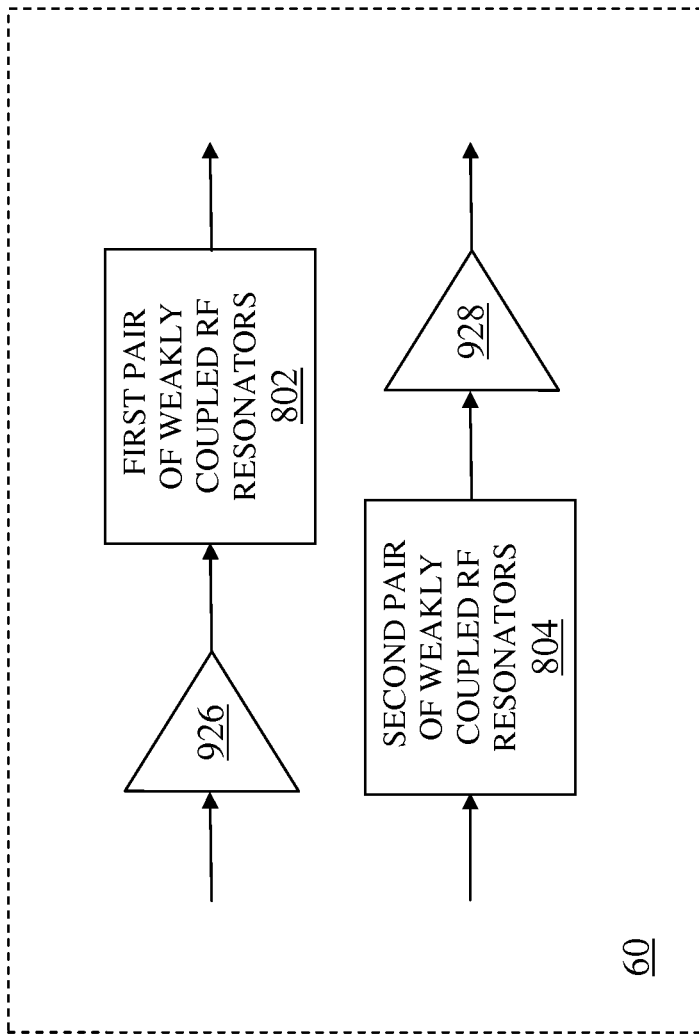 926
FIRST PAIR
OF WEAKLY
COUPLED RF
RESONATORS
802
SECOND PAIR
OF WEAKLY
COUPLED RF
RESONATORS
804
928
60